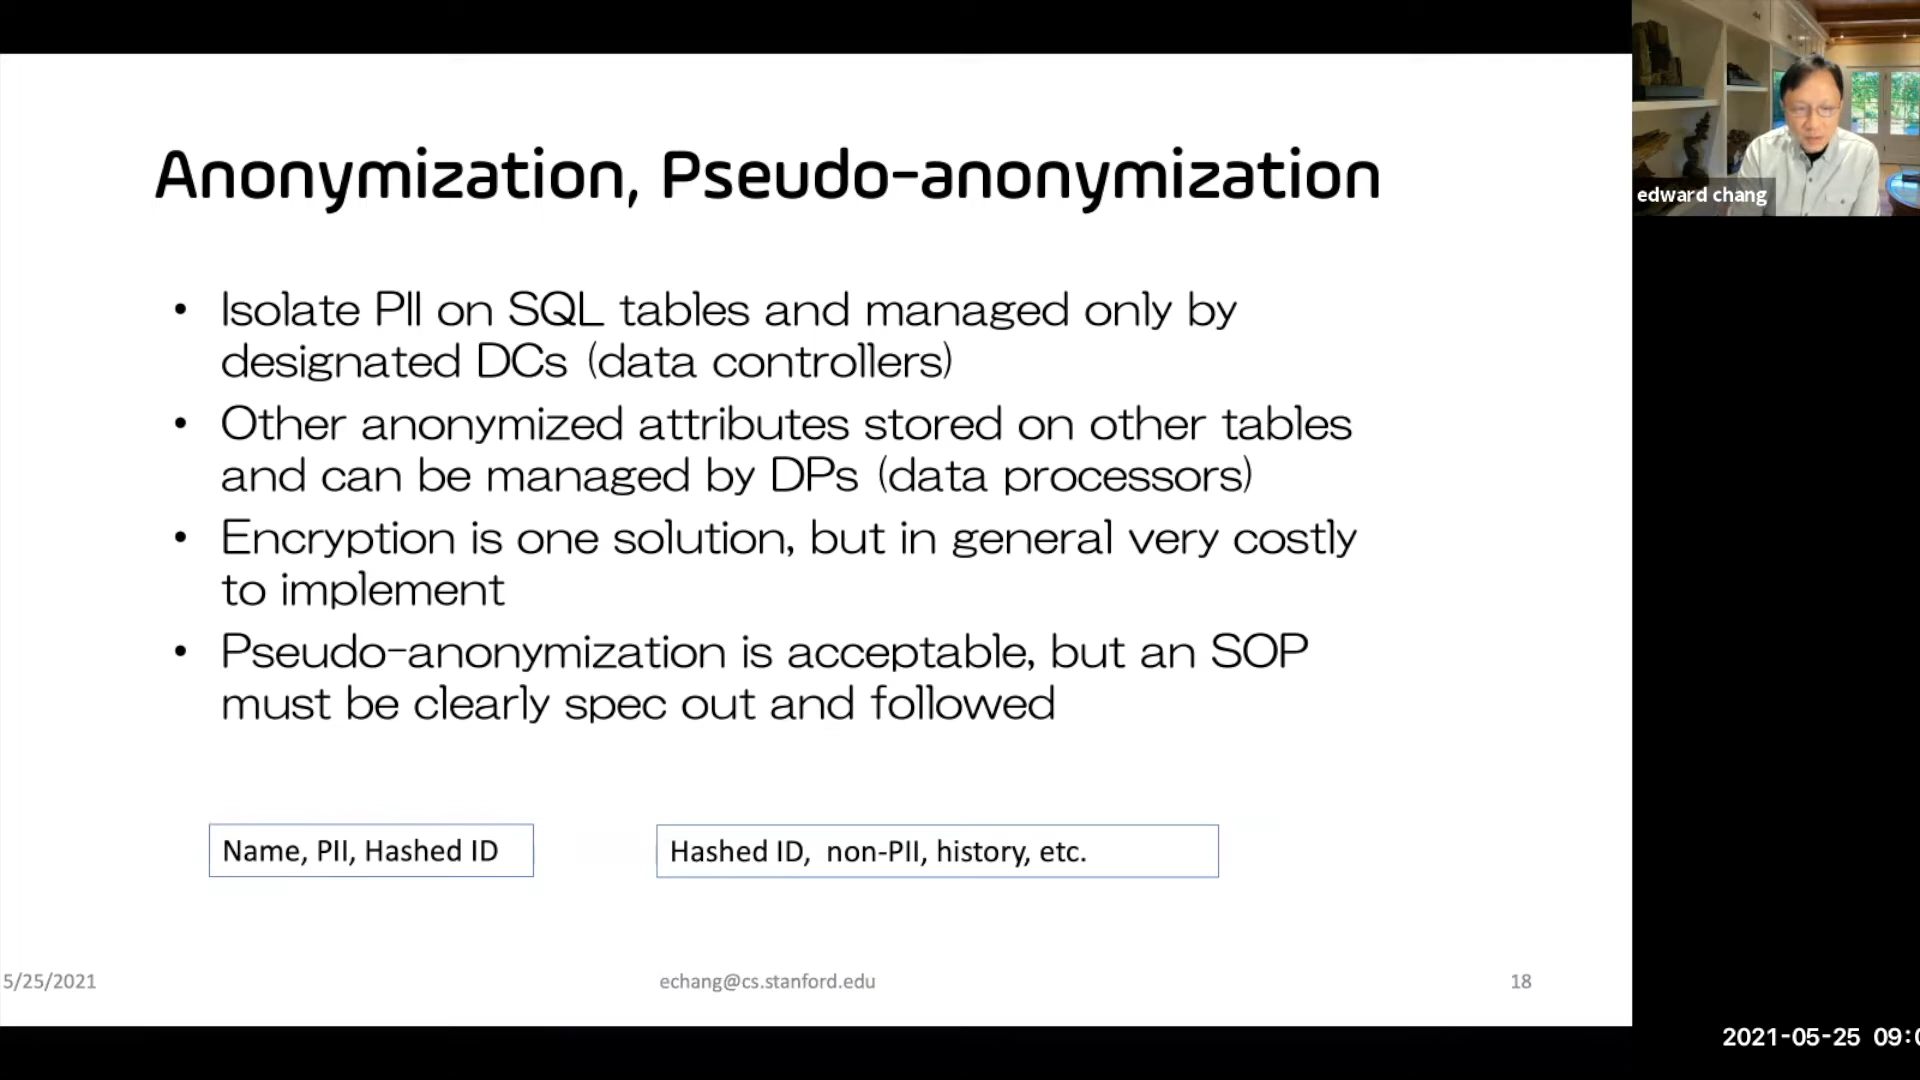 Anonymization, Pseudo-anonymization
• Isolate PII on SQL tables and managed only by
designated DCs (data controllers)
• Other anonymized attributes stored on other tables
and can be managed by DPs (data processors)
• Encryption is one solution, but in general very costly
to implement
• Pseudo-anonymization is acceptable, but an SOP
must be clearly spec out and followed
Name, PII, Hashed ID
Hashed ID, non-PII, history, etc.
5/25/2021
echang@cs.stanford.edu
18
edward chang
2021-05-25 09:0